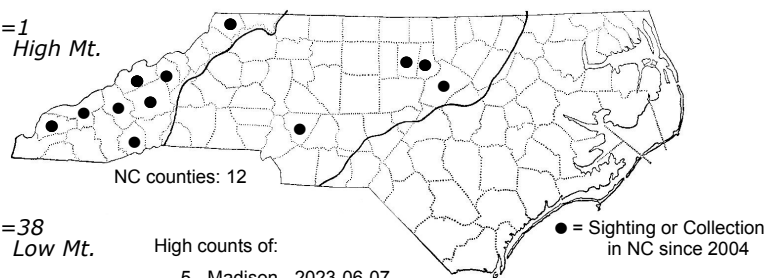 =1
High Mt.
NC counties: 12
=38
Low Mt.
High counts of:
5 - Madison - 2023-06-07
● = Sighting or Collection
in NC since 2004